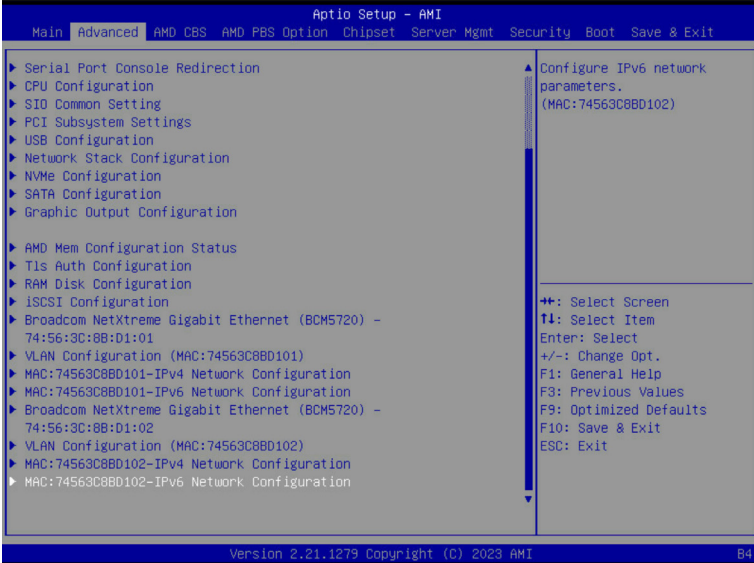 Aptio Setup – AMI
Main Advanced AMD CBS AMD PBS Option Chipset Server Mgmt Security Boot Save & Exit
▶ Serial Port Console Redirection
▶ CPU Configuration
▶ SIO Common Setting
▶ PCI Subsystem Settings
▶ USB Configuration
▶ Network Stack Configuration
▶ NVMe Configuration
▶ SATA Configuration
▶ Graphic Output Configuration
▶ AMD Mem Configuration Status
▶ Tls Auth Configuration
▶ RAM Disk Configuration
▶ iSCSI Configuration
▶ Broadcom NetXtreme Gigabit Ethernet (BCM5720) –
74:56:3C:8B:D1:01
▶ VLAN Configuration (MAC:74563C8BD101)
▶ MAC:74563C8BD101–IPv4 Network Configuration
▶ MAC:74563C8BD101–IPv6 Network Configuration
▶ Broadcom NetXtreme Gigabit Ethernet (BCM5720) –
74:56:3C:8B:D1:02
▶ VLAN Configuration (MAC:74563C8BD102)
▶ MAC:74563C8BD102–IPv4 Network Configuration
▶ MAC:74563C8BD102–IPv6 Network Configuration
Configure IPv6 network
parameters.
(MAC:74563C8BD102)
→←: Select Screen
↑↓: Select Item
Enter: Select
+/–: Change Opt.
F1: General Help
F3: Previous Values
F9: Optimized Defaults
F10: Save & Exit
ESC: Exit
Version 2.21.1279 Copyright (C) 2023 AMI
B4